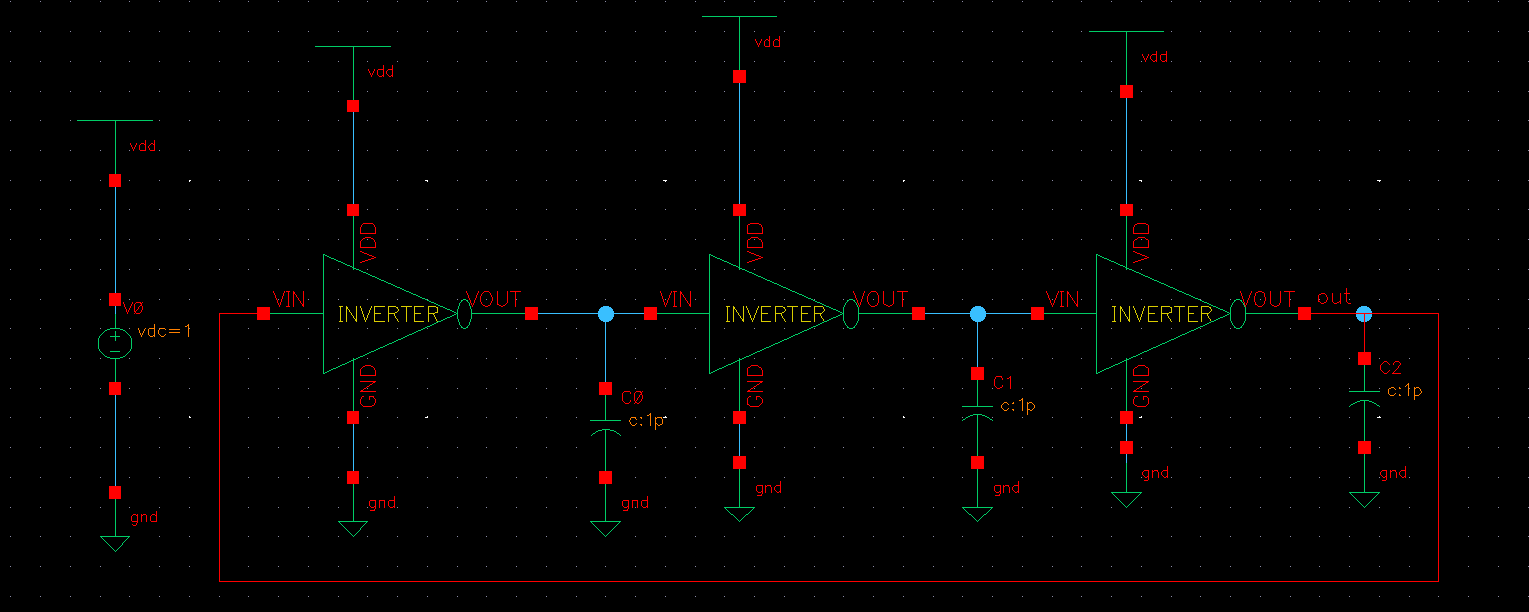 vdd
V0
vdc=1
gnd
vdd
VDD
VIN
INVERTER
VOUT
GND
gnd
C0
c:1p
gnd
vdd
VDD
VIN
INVERTER
VOUT
GND
gnd
C1
c:1p
gnd
vdd
VDD
VIN
INVERTER
VOUT
out
GND
gnd
C2
c:1p
gnd